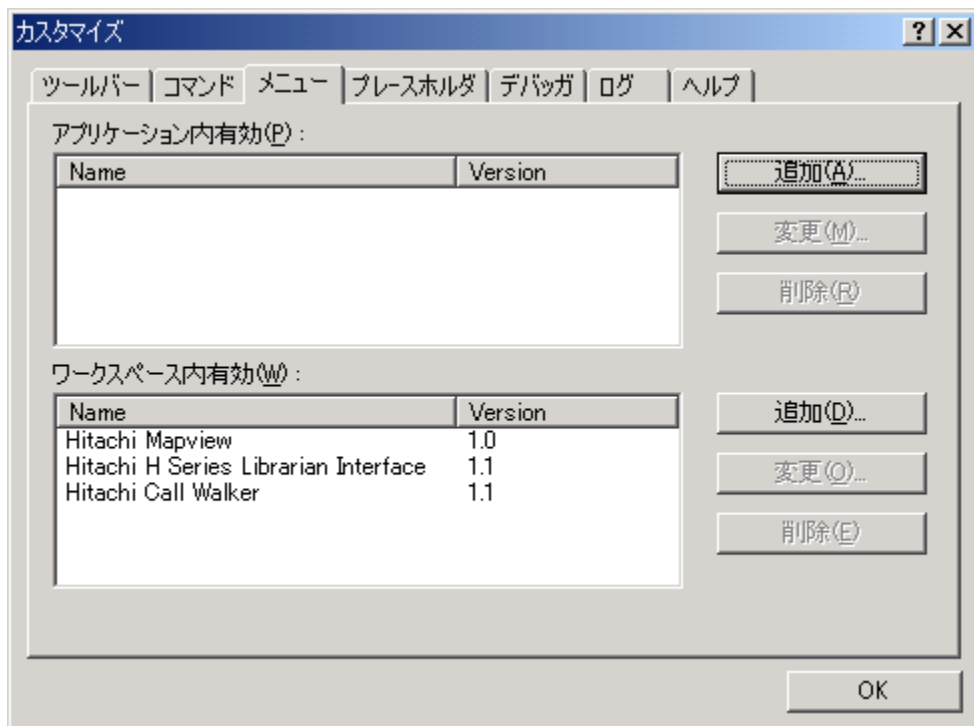 カスタマイズ
ツールバー コマンド メニュー プレースホルダ デバッガ ログ ヘルプ
アプリケーション内有効(P) :
Name Version
追加(A)...
変更(M)...
削除(R)
ワークスペース内有効(W) :
Name Version
Hitachi Mapview 1.0
Hitachi H Series Librarian Interface 1.1
Hitachi Call Walker 1.1
追加(D)...
変更(O)...
削除(E)
OK